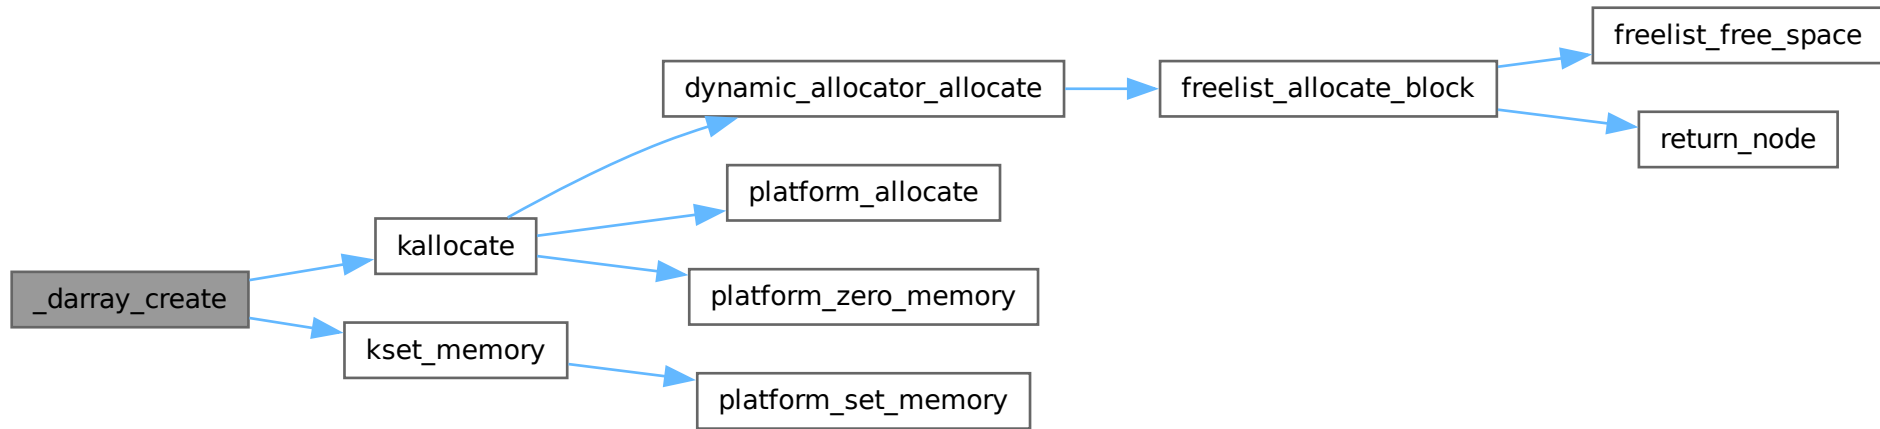 freelist_free_space
dynamic_allocator_allocate
freelist_allocate_block
return_node
platform_allocate
kallocate
platform_zero_memory
_darray_create
kset_memory
platform_set_memory